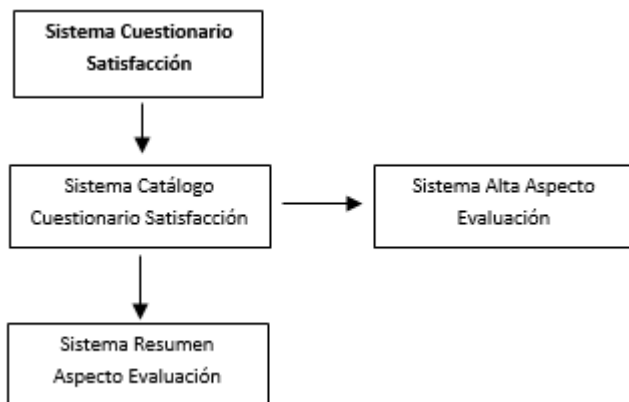 Sistema Cuestionario
Satisfacción
Sistema Catálogo
Cuestionario Satisfacción
Sistema Alta Aspecto
Evaluación
Sistema Resumen
Aspecto Evaluación